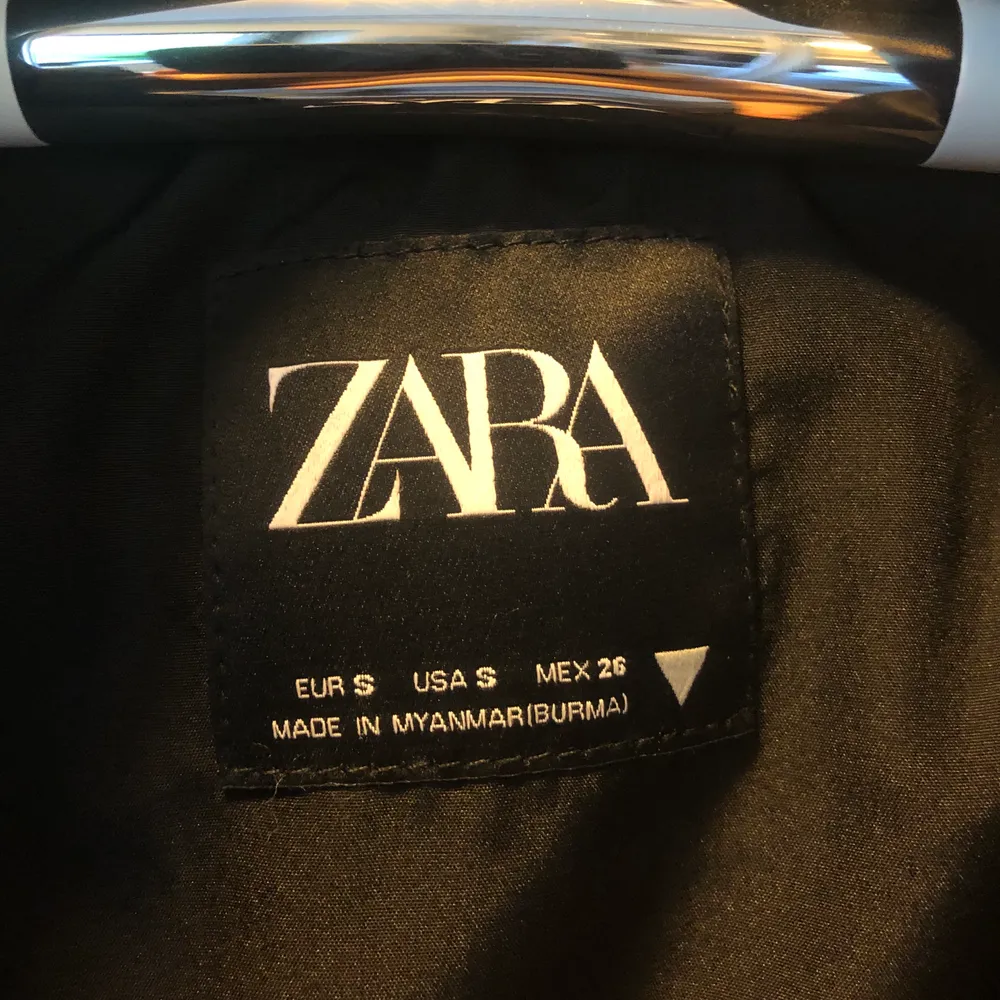 ZARA
EUR S USA S MEX 26
MADE IN MYANMAR(BURMA)